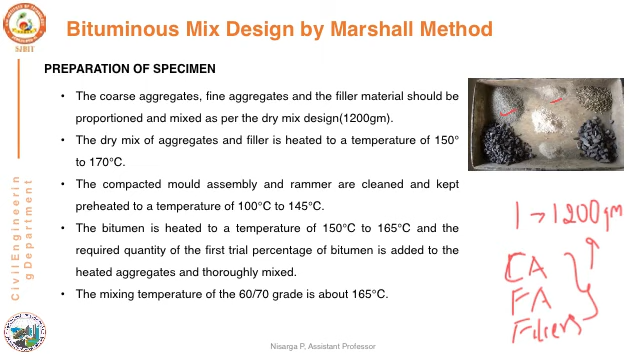 Bituminous Mix Design by Marshall Method
SJBIT
PREPARATION OF SPECIMEN
• The coarse aggregates, fine aggregates and the filler material should be
proportioned and mixed as per the dry mix design(1200gm).
• The dry mix of aggregates and filler is heated to a temperature of 150°
to 170°C.
• The compacted mould assembly and rammer are cleaned and kept
preheated to a temperature of 100°C to 145°C.
• The bitumen is heated to a temperature of 150°C to 165°C and the
required quantity of the first trial percentage of bitumen is added to the
heated aggregates and thoroughly mixed.
• The mixing temperature of the 60/70 grade is about 165°C.
1 → 1200gm
CA
FA
Fillers
Civil Engineerin
g Department
Nisarga P, Assistant Professor